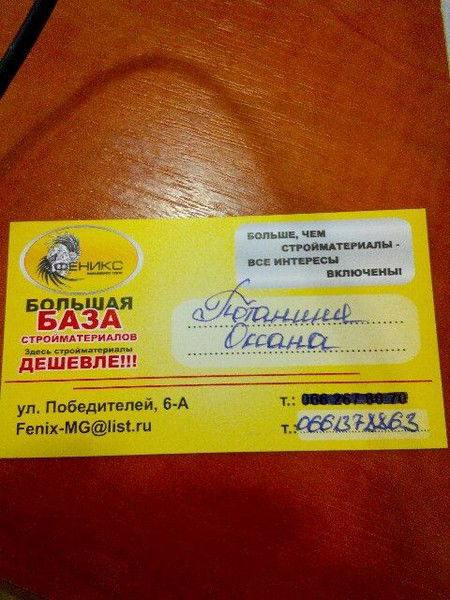 ФЕНИКС
БОЛЬШАЯ
БАЗА
СТРОЙМАТЕРИАЛОВ
Здесь стройматериалы
ДЕШЕВЛЕ!!!
БОЛЬШЕ, ЧЕМ
СТРОЙМАТЕРИАЛЫ -
ВСЕ ИНТЕРЕСЫ
ВКЛЮЧЕНЫ!
Оксана
ул. Победителей, 6-А
Fenix-MG@list.ru
т.: 066 267 80 70
т.: 0661378863